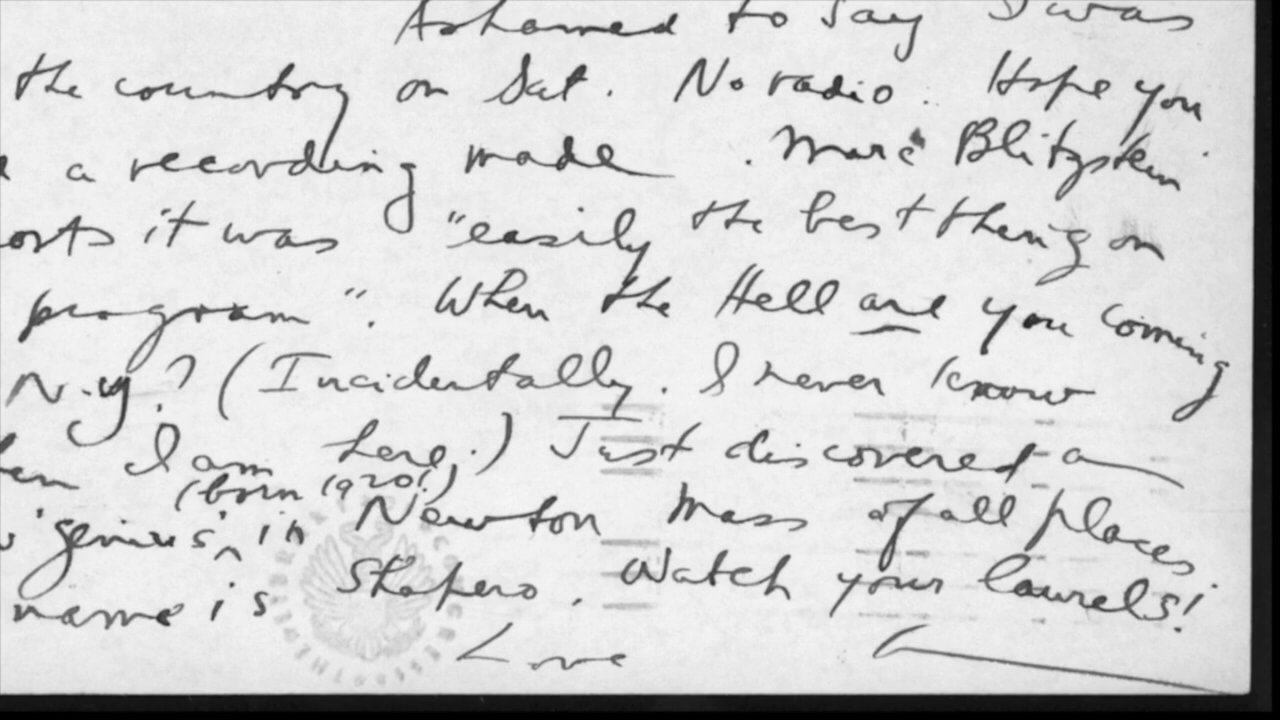 Ashamed to say I was
the country on Sat. No radio. Hope you
a recording made. Marc Blitzstein
orts it was "easily the best thing on
program". When the Hell are you coming
N.Y.? (Incidentally, I never know
en I am here.) Just discovered a
(born 1920!)
'genius' ^ in Newton Mass of all places
name is Shapero. Watch your laurels!
Love